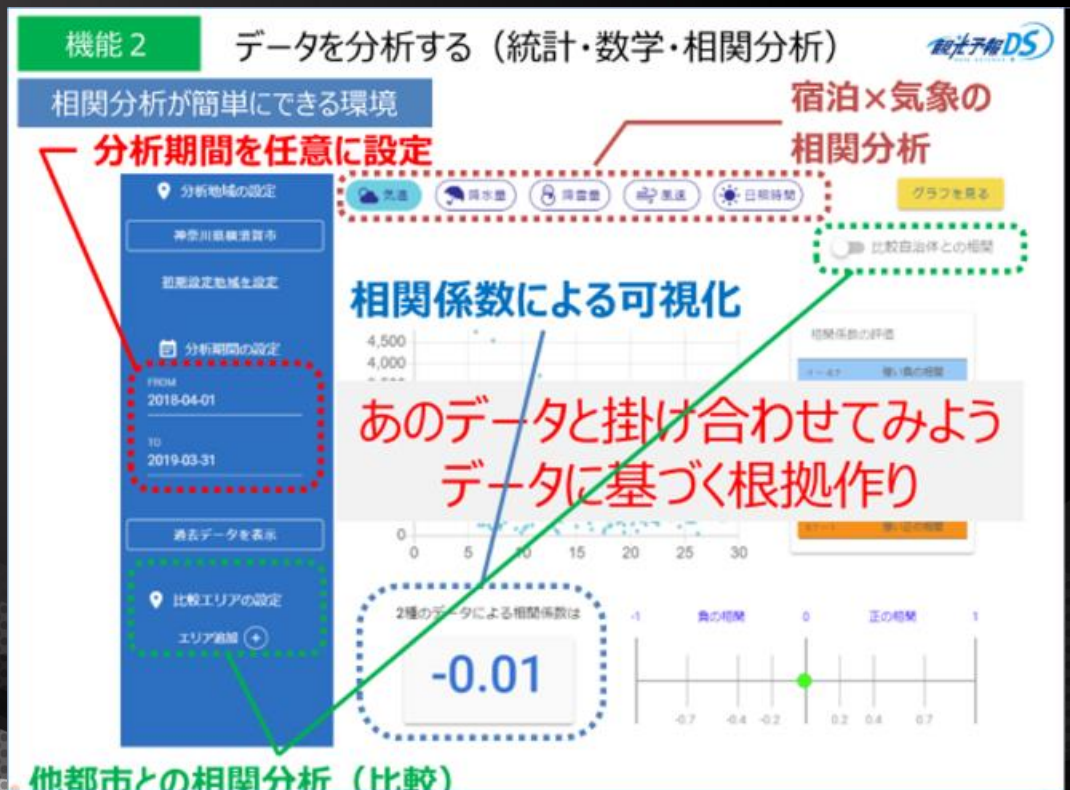 機能2
データを分析する（統計・数学・相関分析）
観光予報DS
相関分析が簡単にできる環境
宿泊×気象の
相関分析
分析期間を任意に設定
分析地域の設定
気温
降水量
降雪量
風速
日照時間
グラフを見る
神奈川県横須賀市
比較自治体との相関
初期設定地域を設定
相関係数による可視化
相関係数の評価
4,500
4,000
分析期間の設定
FROM
2018-04-01
強い負の相関
あのデータと掛け合わせてみよう
データに基づく根拠作り
TO
2019-03-31
強い正の相関
過去データを表示
0
0 5 10 15 20 25 30
比較エリアの設定
エリア追加
2種のデータによる相関係数は
-0.01
-1 負の相関 0 正の相関 1
-0.7 -0.4 -0.2 0.2 0.4 0.7
他都市との相関分析（比較）